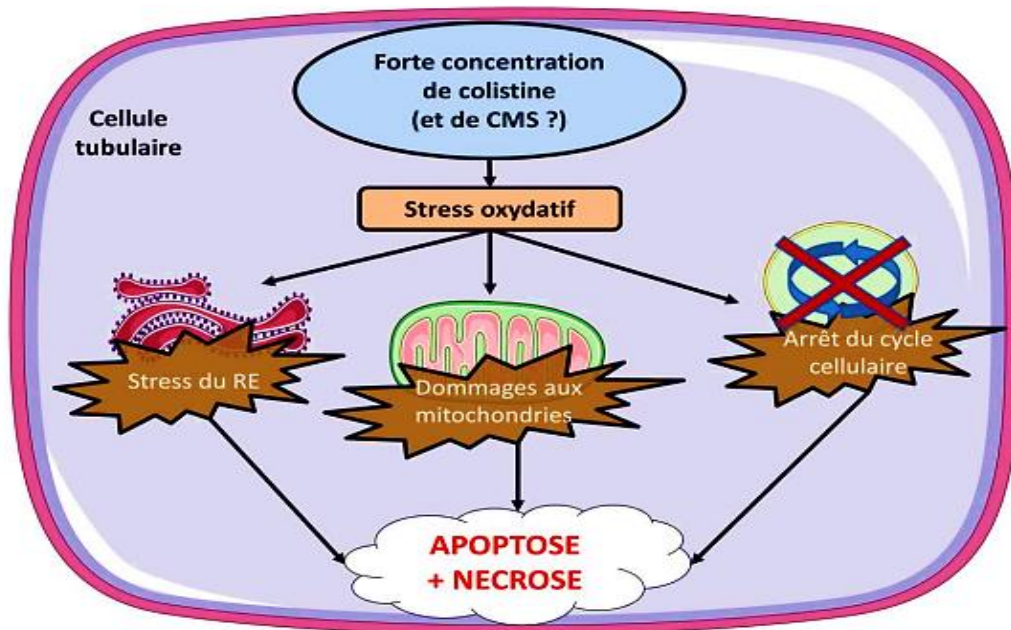 Forte concentration
de colistine
(et de CMS ?)
Cellule
tubulaire
Stress oxydatif
Stress du RE
Dommages aux
mitochondries
Arrêt du cycle
cellulaire
APOPTOSE
+ NECROSE